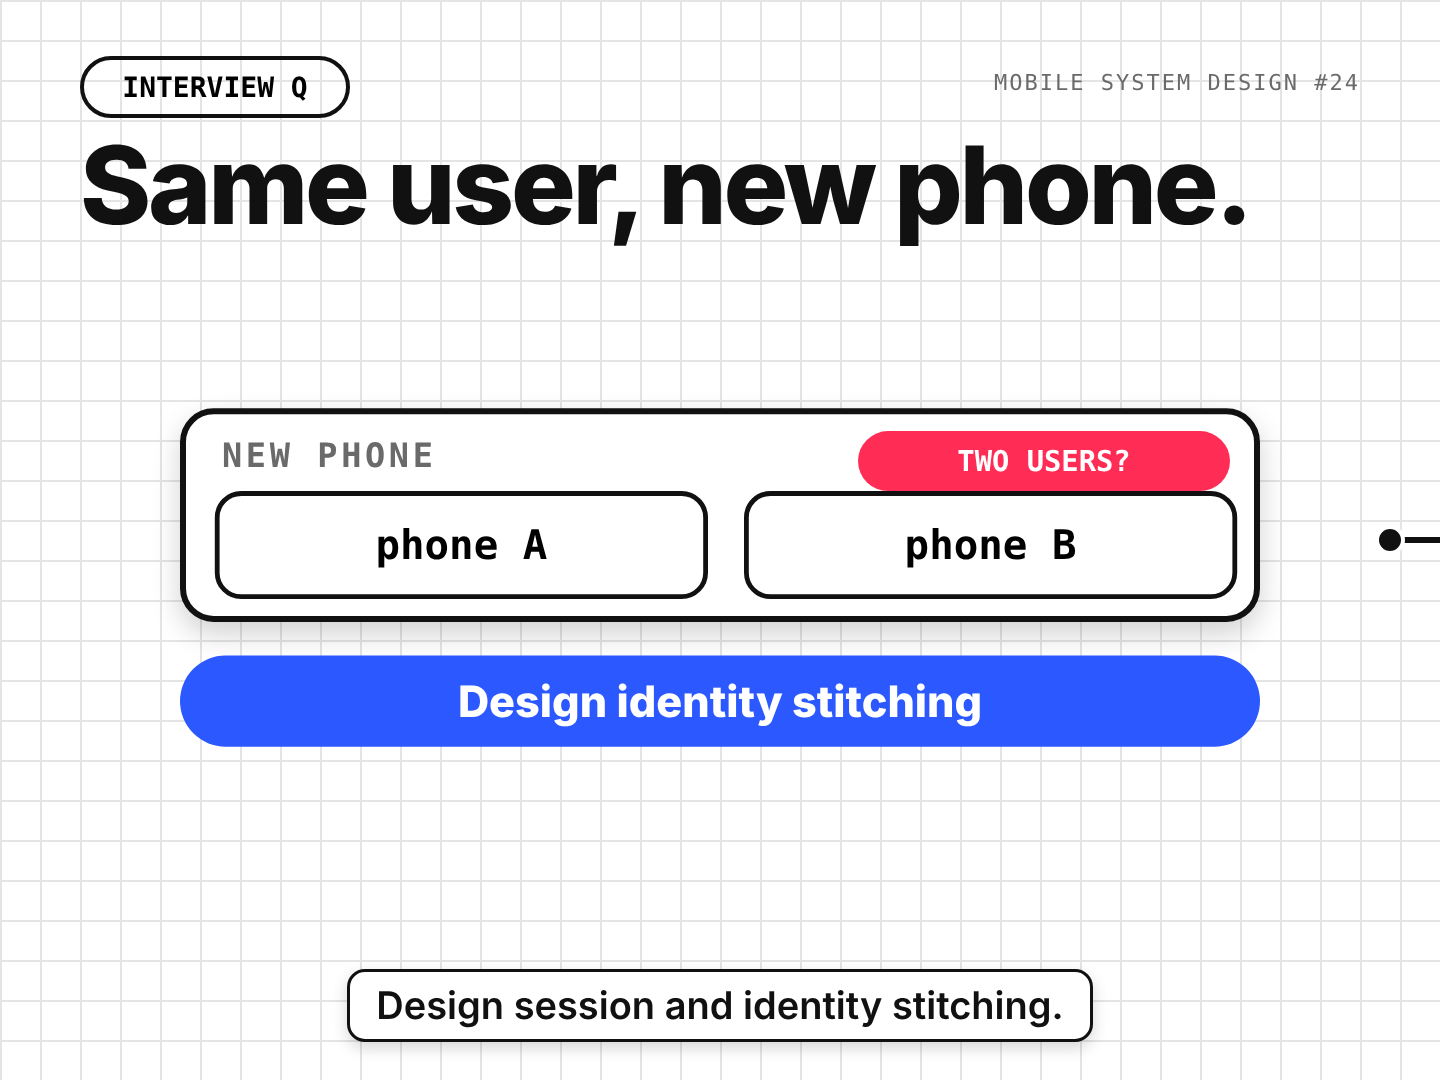 INTERVIEW Q
MOBILE SYSTEM DESIGN #24
Same user, new phone.
NEW PHONE
TWO USERS?
phone A
phone B
Design identity stitching
Design session and identity stitching.